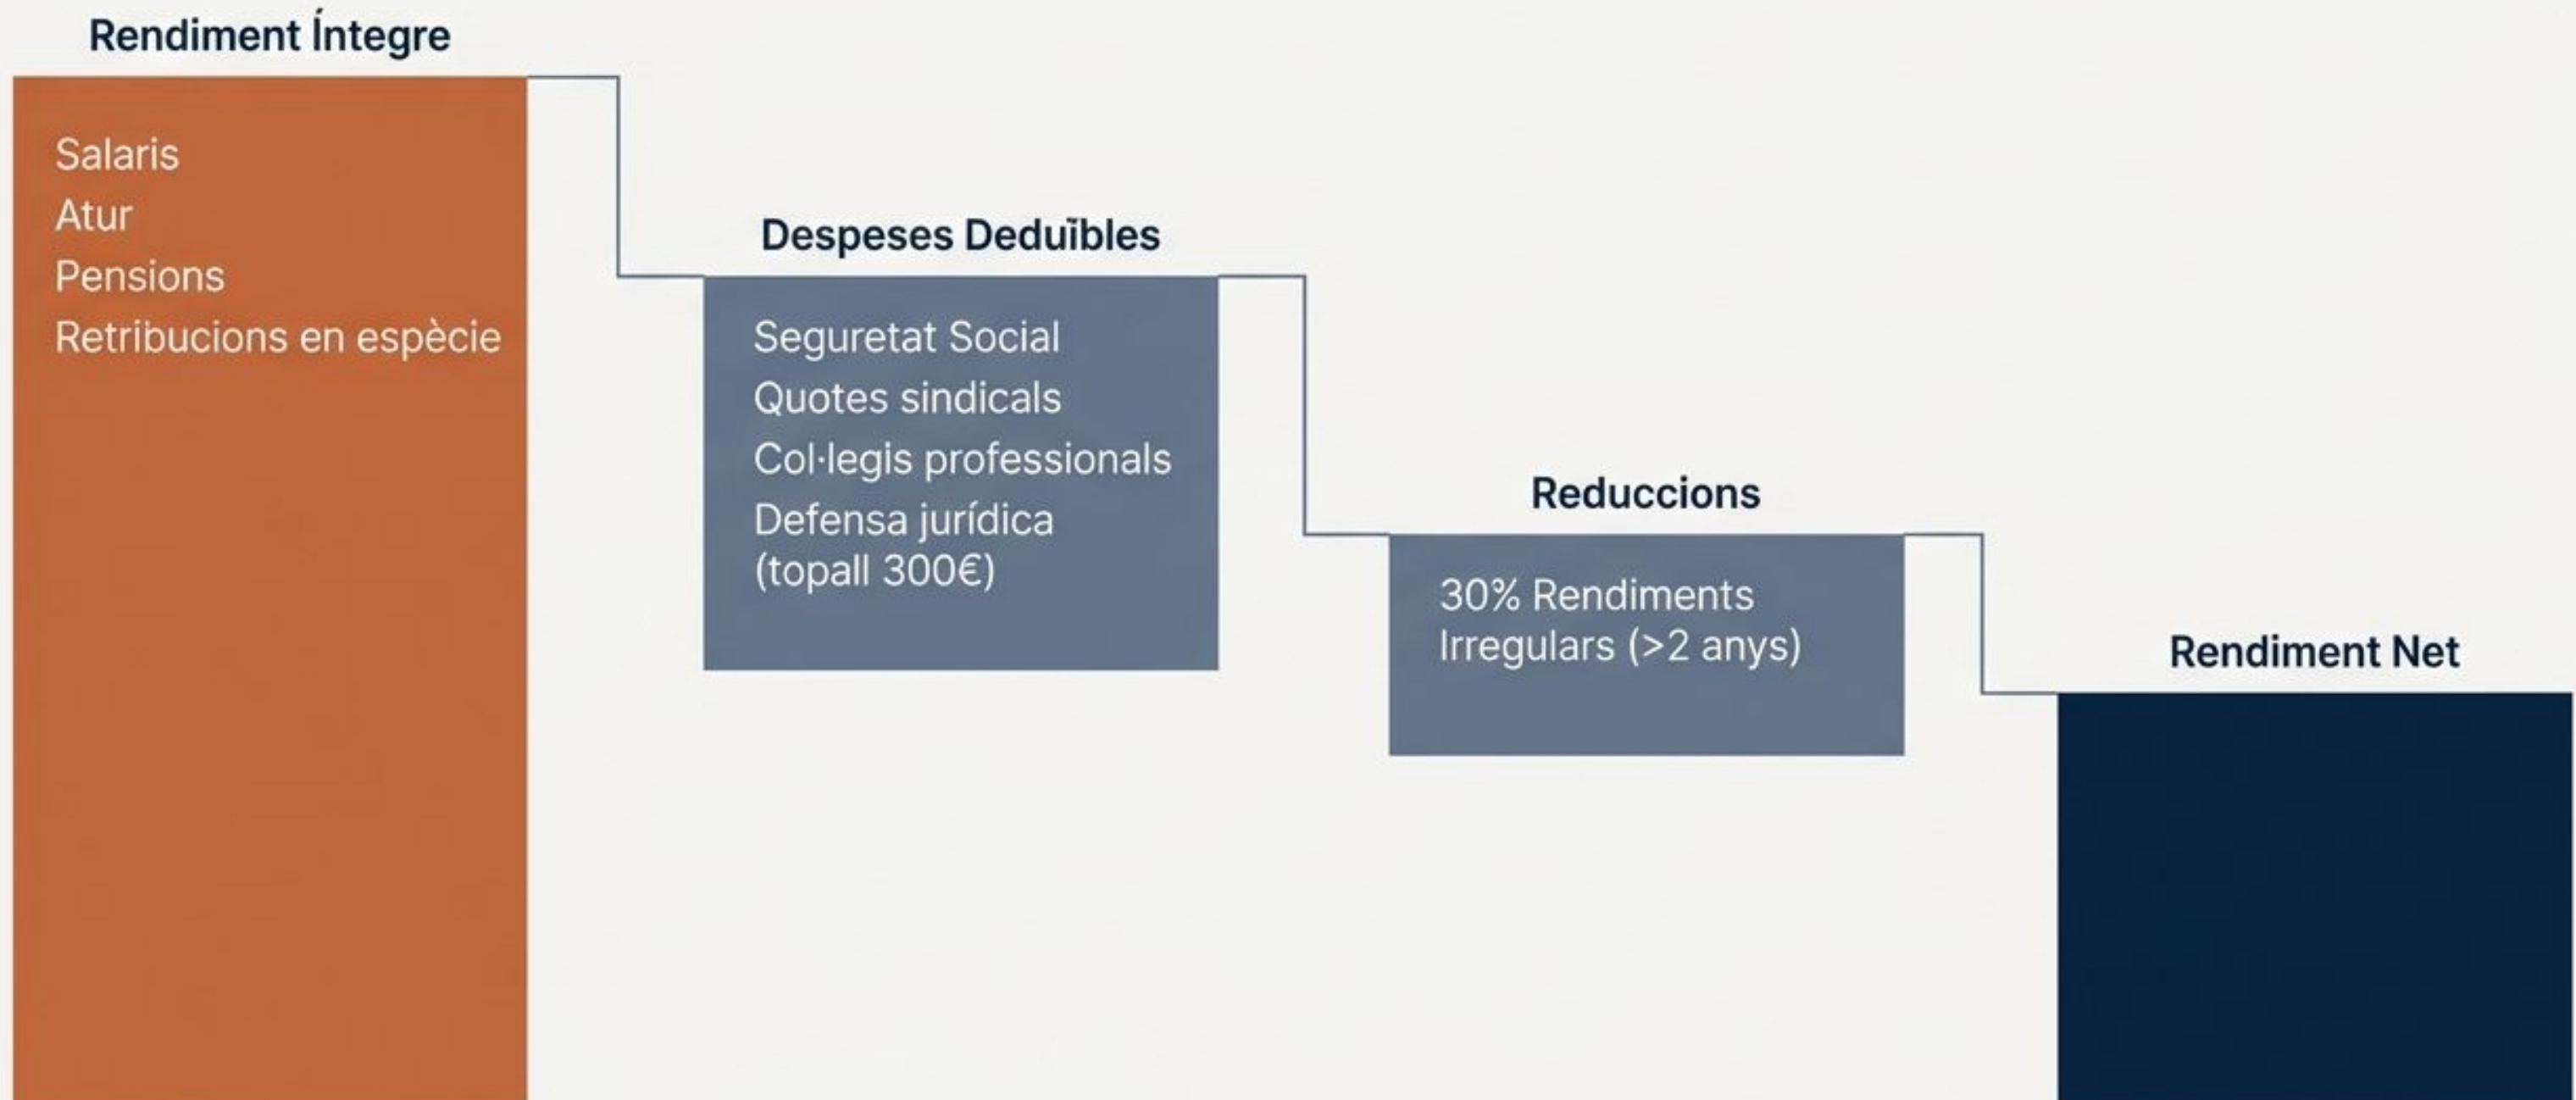 Rendiment Íntegre
Salaris
Atur
Pensions
Retribucions en espècie
Despeses Deduïbles
Seguretat Social
Quotes sindicals
Col·legis professionals
Defensa jurídica
(topall 300€)
Reduccions
30% Rendiments
Irregulars (>2 anys)
Rendiment Net